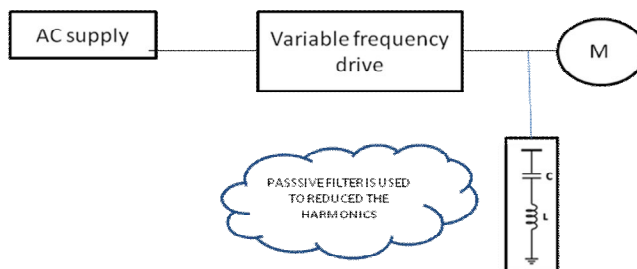 AC supply
Variable frequency
drive
M
PASSSIVE FILTER IS USED
TO REDUCED THE
HARMONICS
C
L